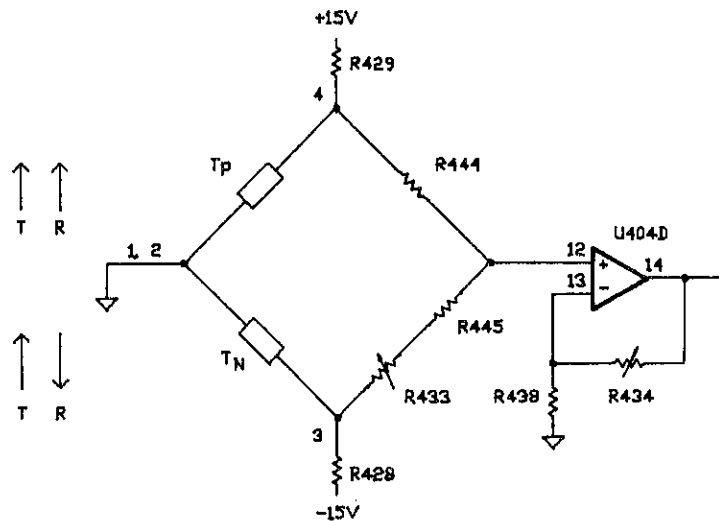 +15V
R429
4
TP
R444
T R
1, 2
12
13
U404D
14
+
-
R445
TN
R433
T R
R438
R434
3
R428
-15V